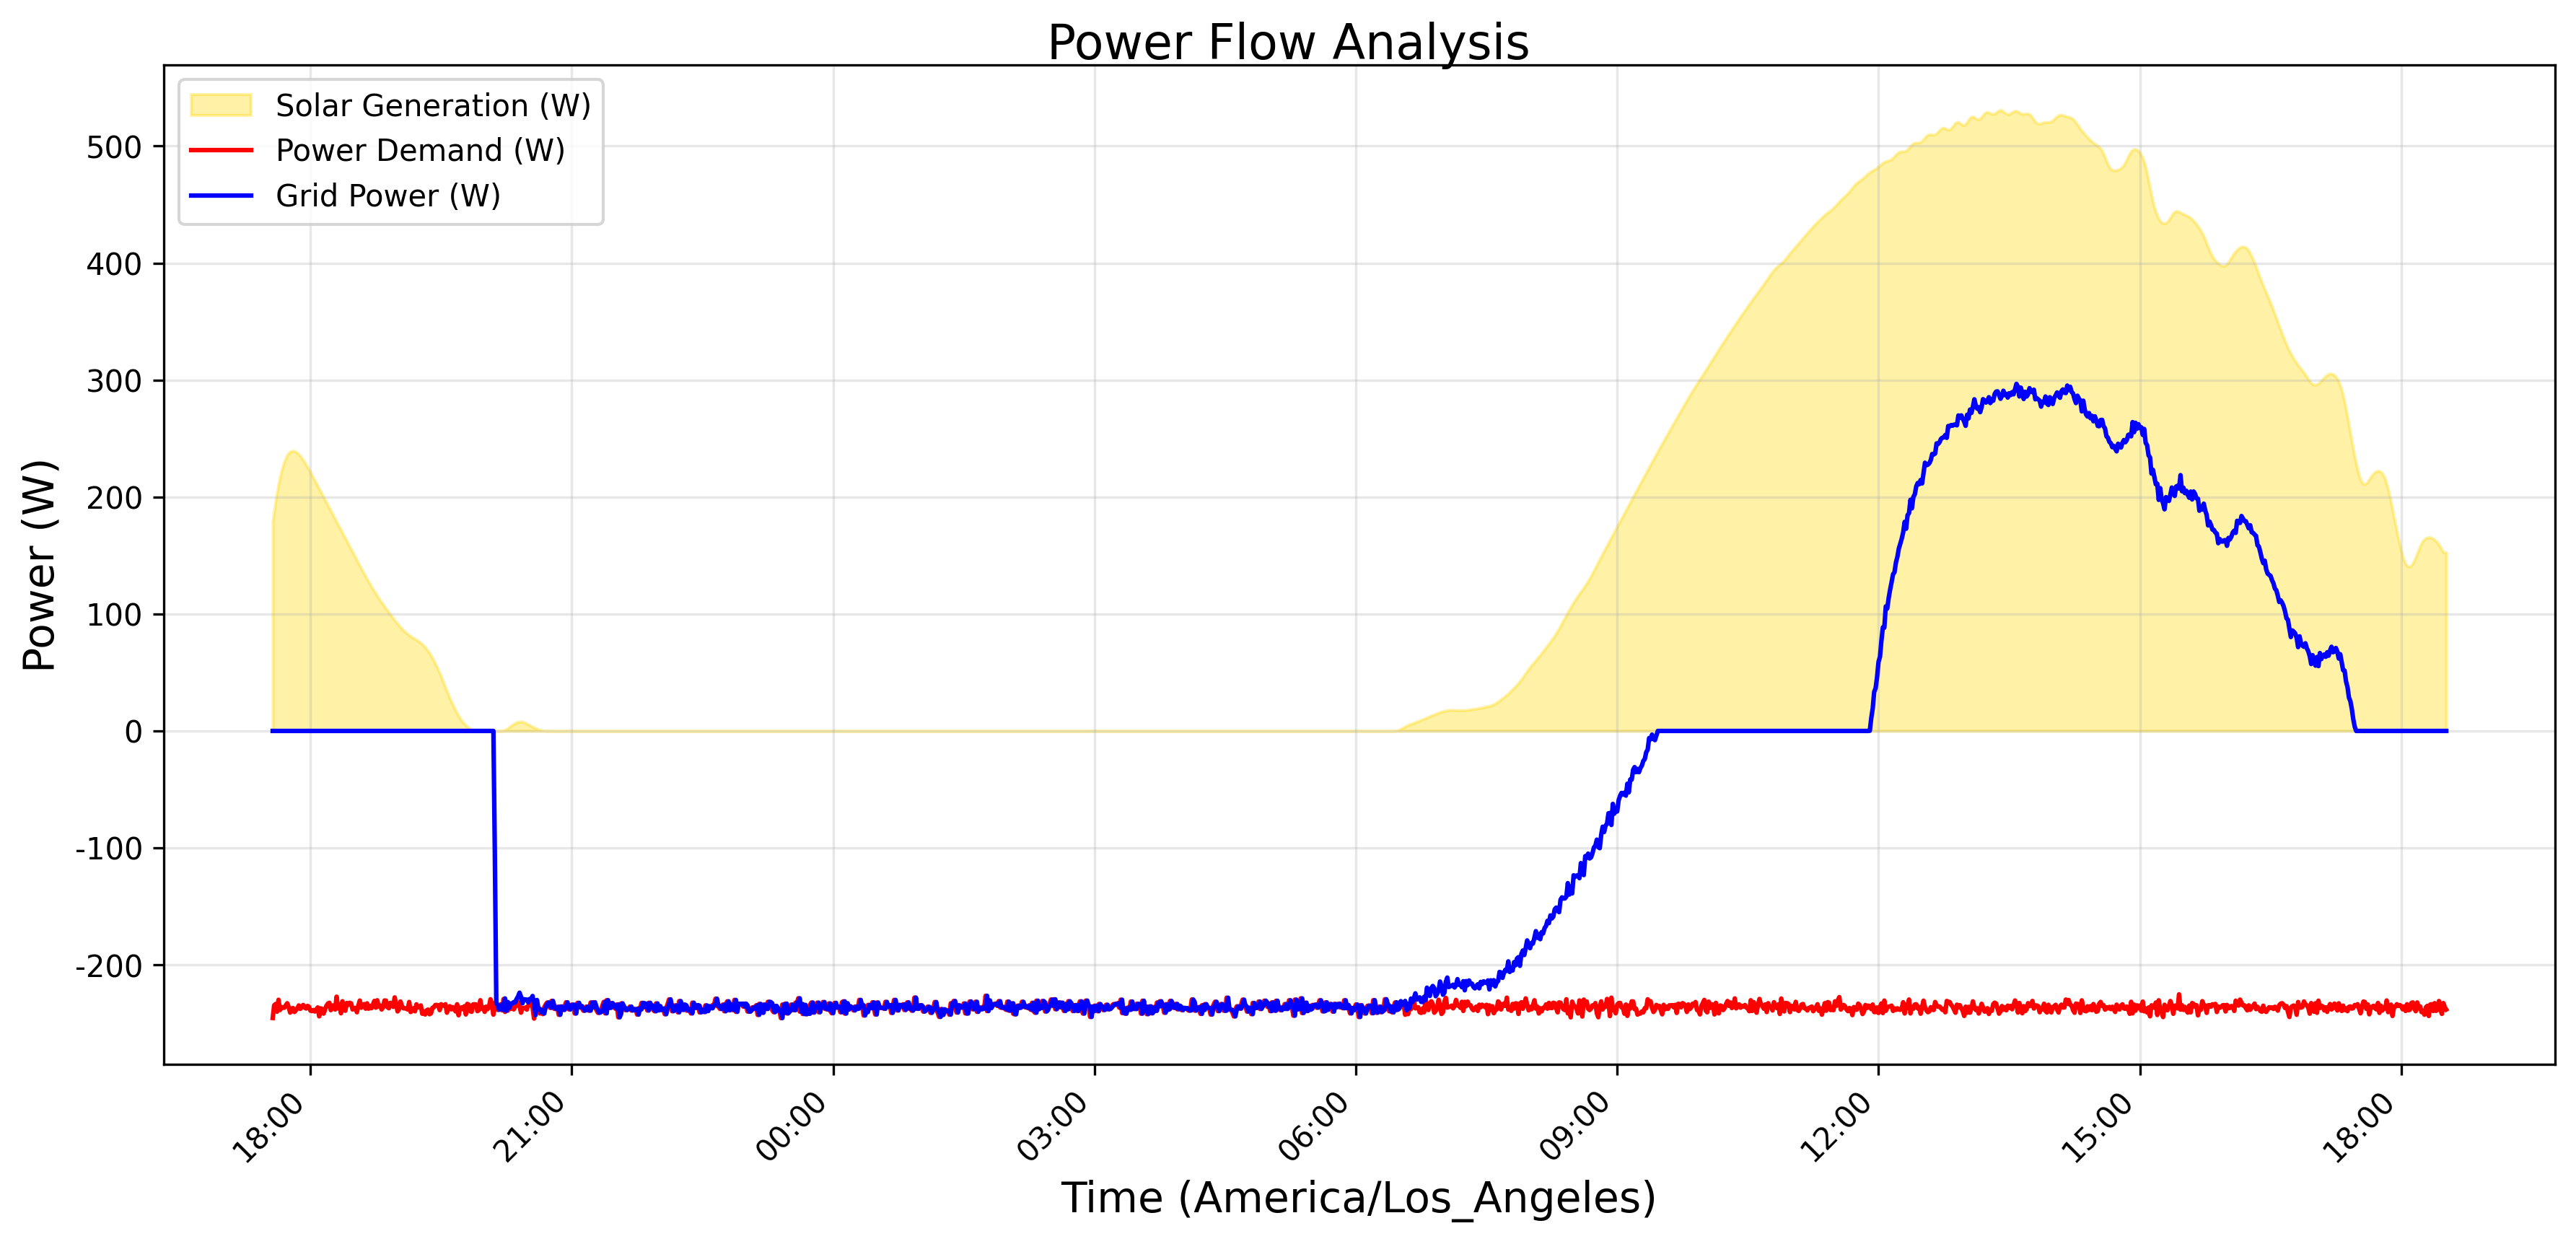 Power Flow Analysis
Solar Generation (W)
Power Demand (W)
Grid Power (W)
Power (W)
500
400
300
200
100
0
-100
-200
18:00
21:00
00:00
03:00
06:00
09:00
12:00
15:00
18:00
Time (America/Los_Angeles)